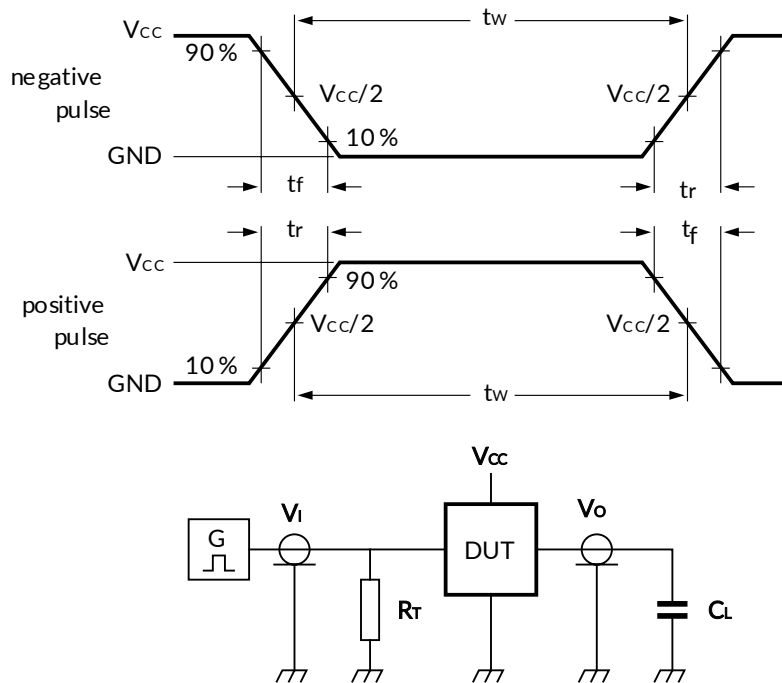 tW
VCC
90 %
negative
pulse
VCC/2
VCC/2
10 %
GND
tf
tr
tr
tf
VCC
90 %
positive
pulse
VCC/2
VCC/2
10 %
GND
tW
VCC
VI
VO
G
DUT
RT
CL